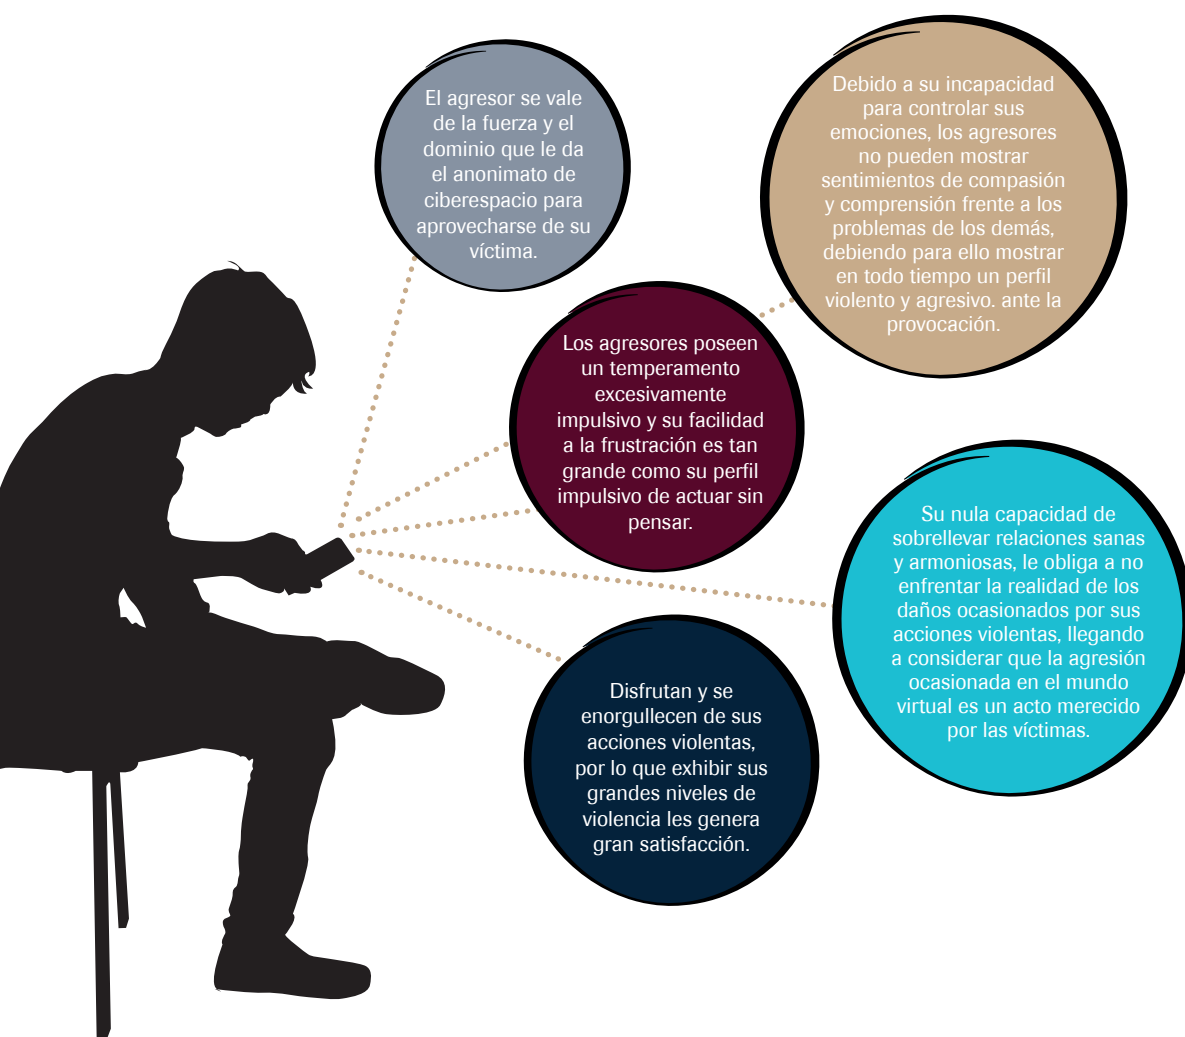 El agresor se vale
de la fuerza y el
dominio que le da
el anonimato de
ciberespacio para
aprovecharse de su
víctima.
Debido a su incapacidad
para controlar sus
emociones, los agresores
no pueden mostrar
sentimientos de compasión
y comprensión frente a los
problemas de los demás,
debiendo para ello mostrar
en todo tiempo un perfil
violento y agresivo. ante la
provocación.
Los agresores poseen
un temperamento
excesivamente
impulsivo y su facilidad
a la frustración es tan
grande como su perfil
impulsivo de actuar sin
pensar.
Su nula capacidad de
sobrellevar relaciones sanas
y armoniosas, le obliga a no
enfrentar la realidad de los
daños ocasionados por sus
acciones violentas, llegando
a considerar que la agresión
ocasionada en el mundo
virtual es un acto merecido
por las víctimas.
Disfrutan y se
enorgullecen de sus
acciones violentas,
por lo que exhibir sus
grandes niveles de
violencia les genera
gran satisfacción.